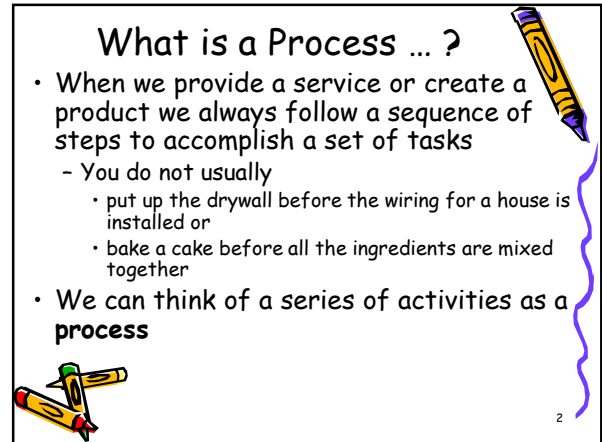 What is a Process ... ?
• When we provide a service or create a
product we always follow a sequence of
steps to accomplish a set of tasks
– You do not usually
• put up the drywall before the wiring for a house is
installed or
• bake a cake before all the ingredients are mixed
together
• We can think of a series of activities as a
process
2